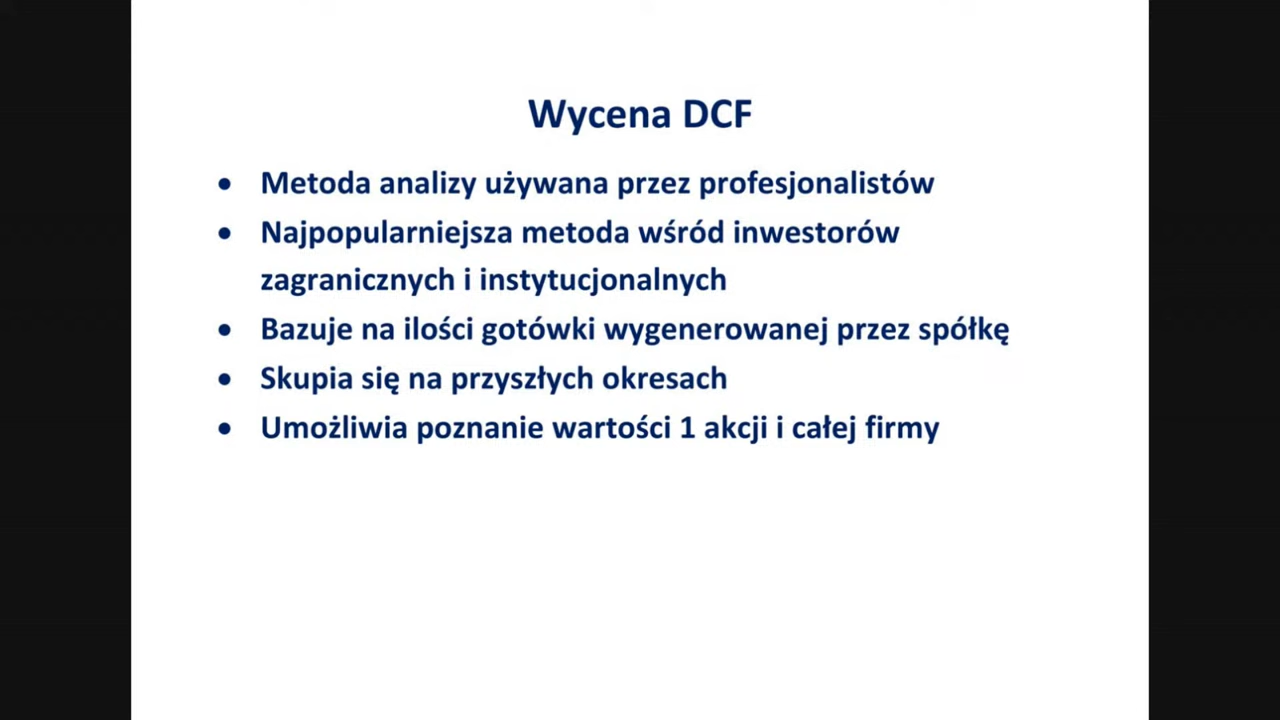 Wycena DCF
• Metoda analizy używana przez profesjonalistów
• Najpopularniejsza metoda wśród inwestorów
zagranicznych i instytucjonalnych
• Bazuje na ilości gotówki wygenerowanej przez spółkę
• Skupia się na przyszłych okresach
• Umożliwia poznanie wartości 1 akcji i całej firmy